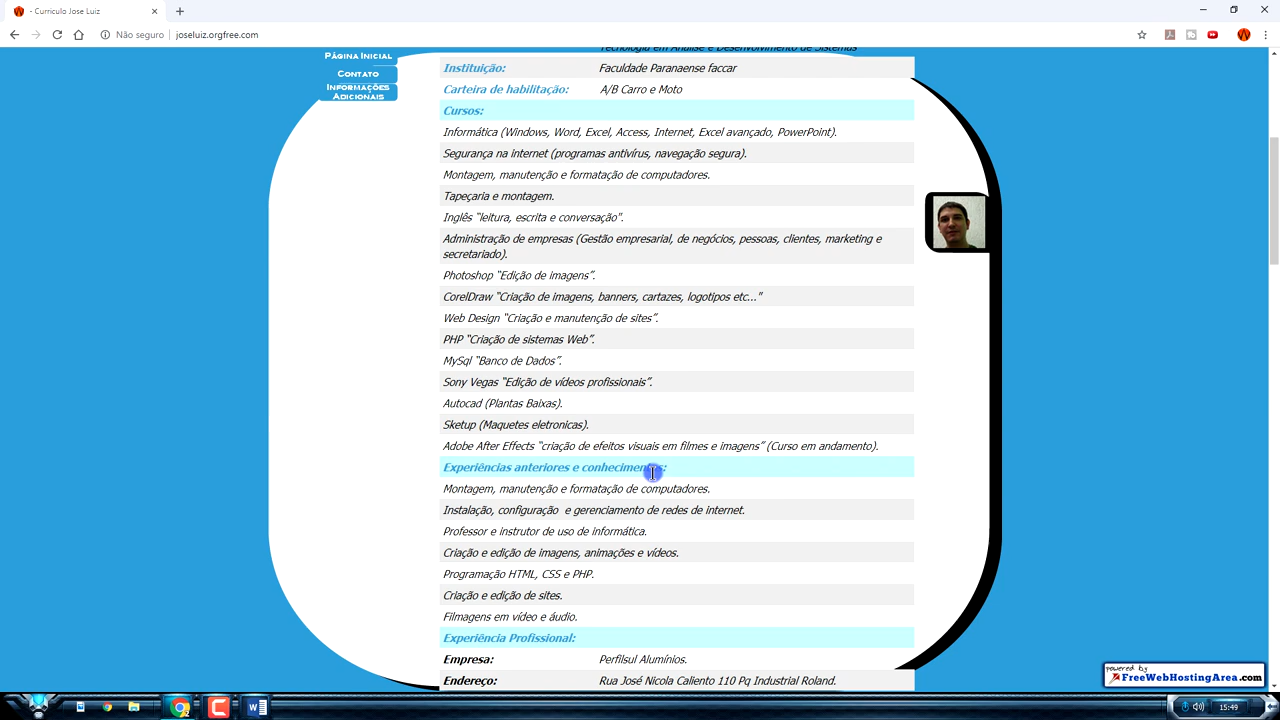 - Curriculo Jose Luiz
Não seguro
joseluiz.orgfree.com
Página Inicial
Contato
Informações
Adicionais
Tecnologia em Análise e Desenvolvimento de Sistemas
Instituição: Faculdade Paranaense faccar
Carteira de habilitação: A/B Carro e Moto
Cursos:
Informática (Windows, Word, Excel, Access, Internet, Excel avançado, PowerPoint).
Segurança na internet (programas antivírus, navegação segura).
Montagem, manutenção e formatação de computadores.
Tapeçaria e montagem.
Inglês "leitura, escrita e conversação".
Administração de empresas (Gestão empresarial, de negócios, pessoas, clientes, marketing e
secretariado).
Photoshop “Edição de imagens”.
CorelDraw “Criação de imagens, banners, cartazes, logotipos etc...”
Web Design “Criação e manutenção de sites”.
PHP “Criação de sistemas Web”.
MySql “Banco de Dados”.
Sony Vegas “Edição de vídeos profissionais”.
Autocad (Plantas Baixas).
Sketup (Maquetes eletronicas).
Adobe After Effects “criação de efeitos visuais em filmes e imagens” (Curso em andamento).
Experiências anteriores e conhecimentos:
Montagem, manutenção e formatação de computadores.
Instalação, configuração e gerenciamento de redes de internet.
Professor e instrutor de uso de informática.
Criação e edição de imagens, animações e vídeos.
Programação HTML, CSS e PHP.
Criação e edição de sites.
Filmagens em vídeo e áudio.
Experiência Profissional:
Empresa: Perfilsul Alumínios.
Endereço: Rua José Nicola Caliento 110 Pq Industrial Roland.
powered by
FreeWebHostingArea.com
15:49